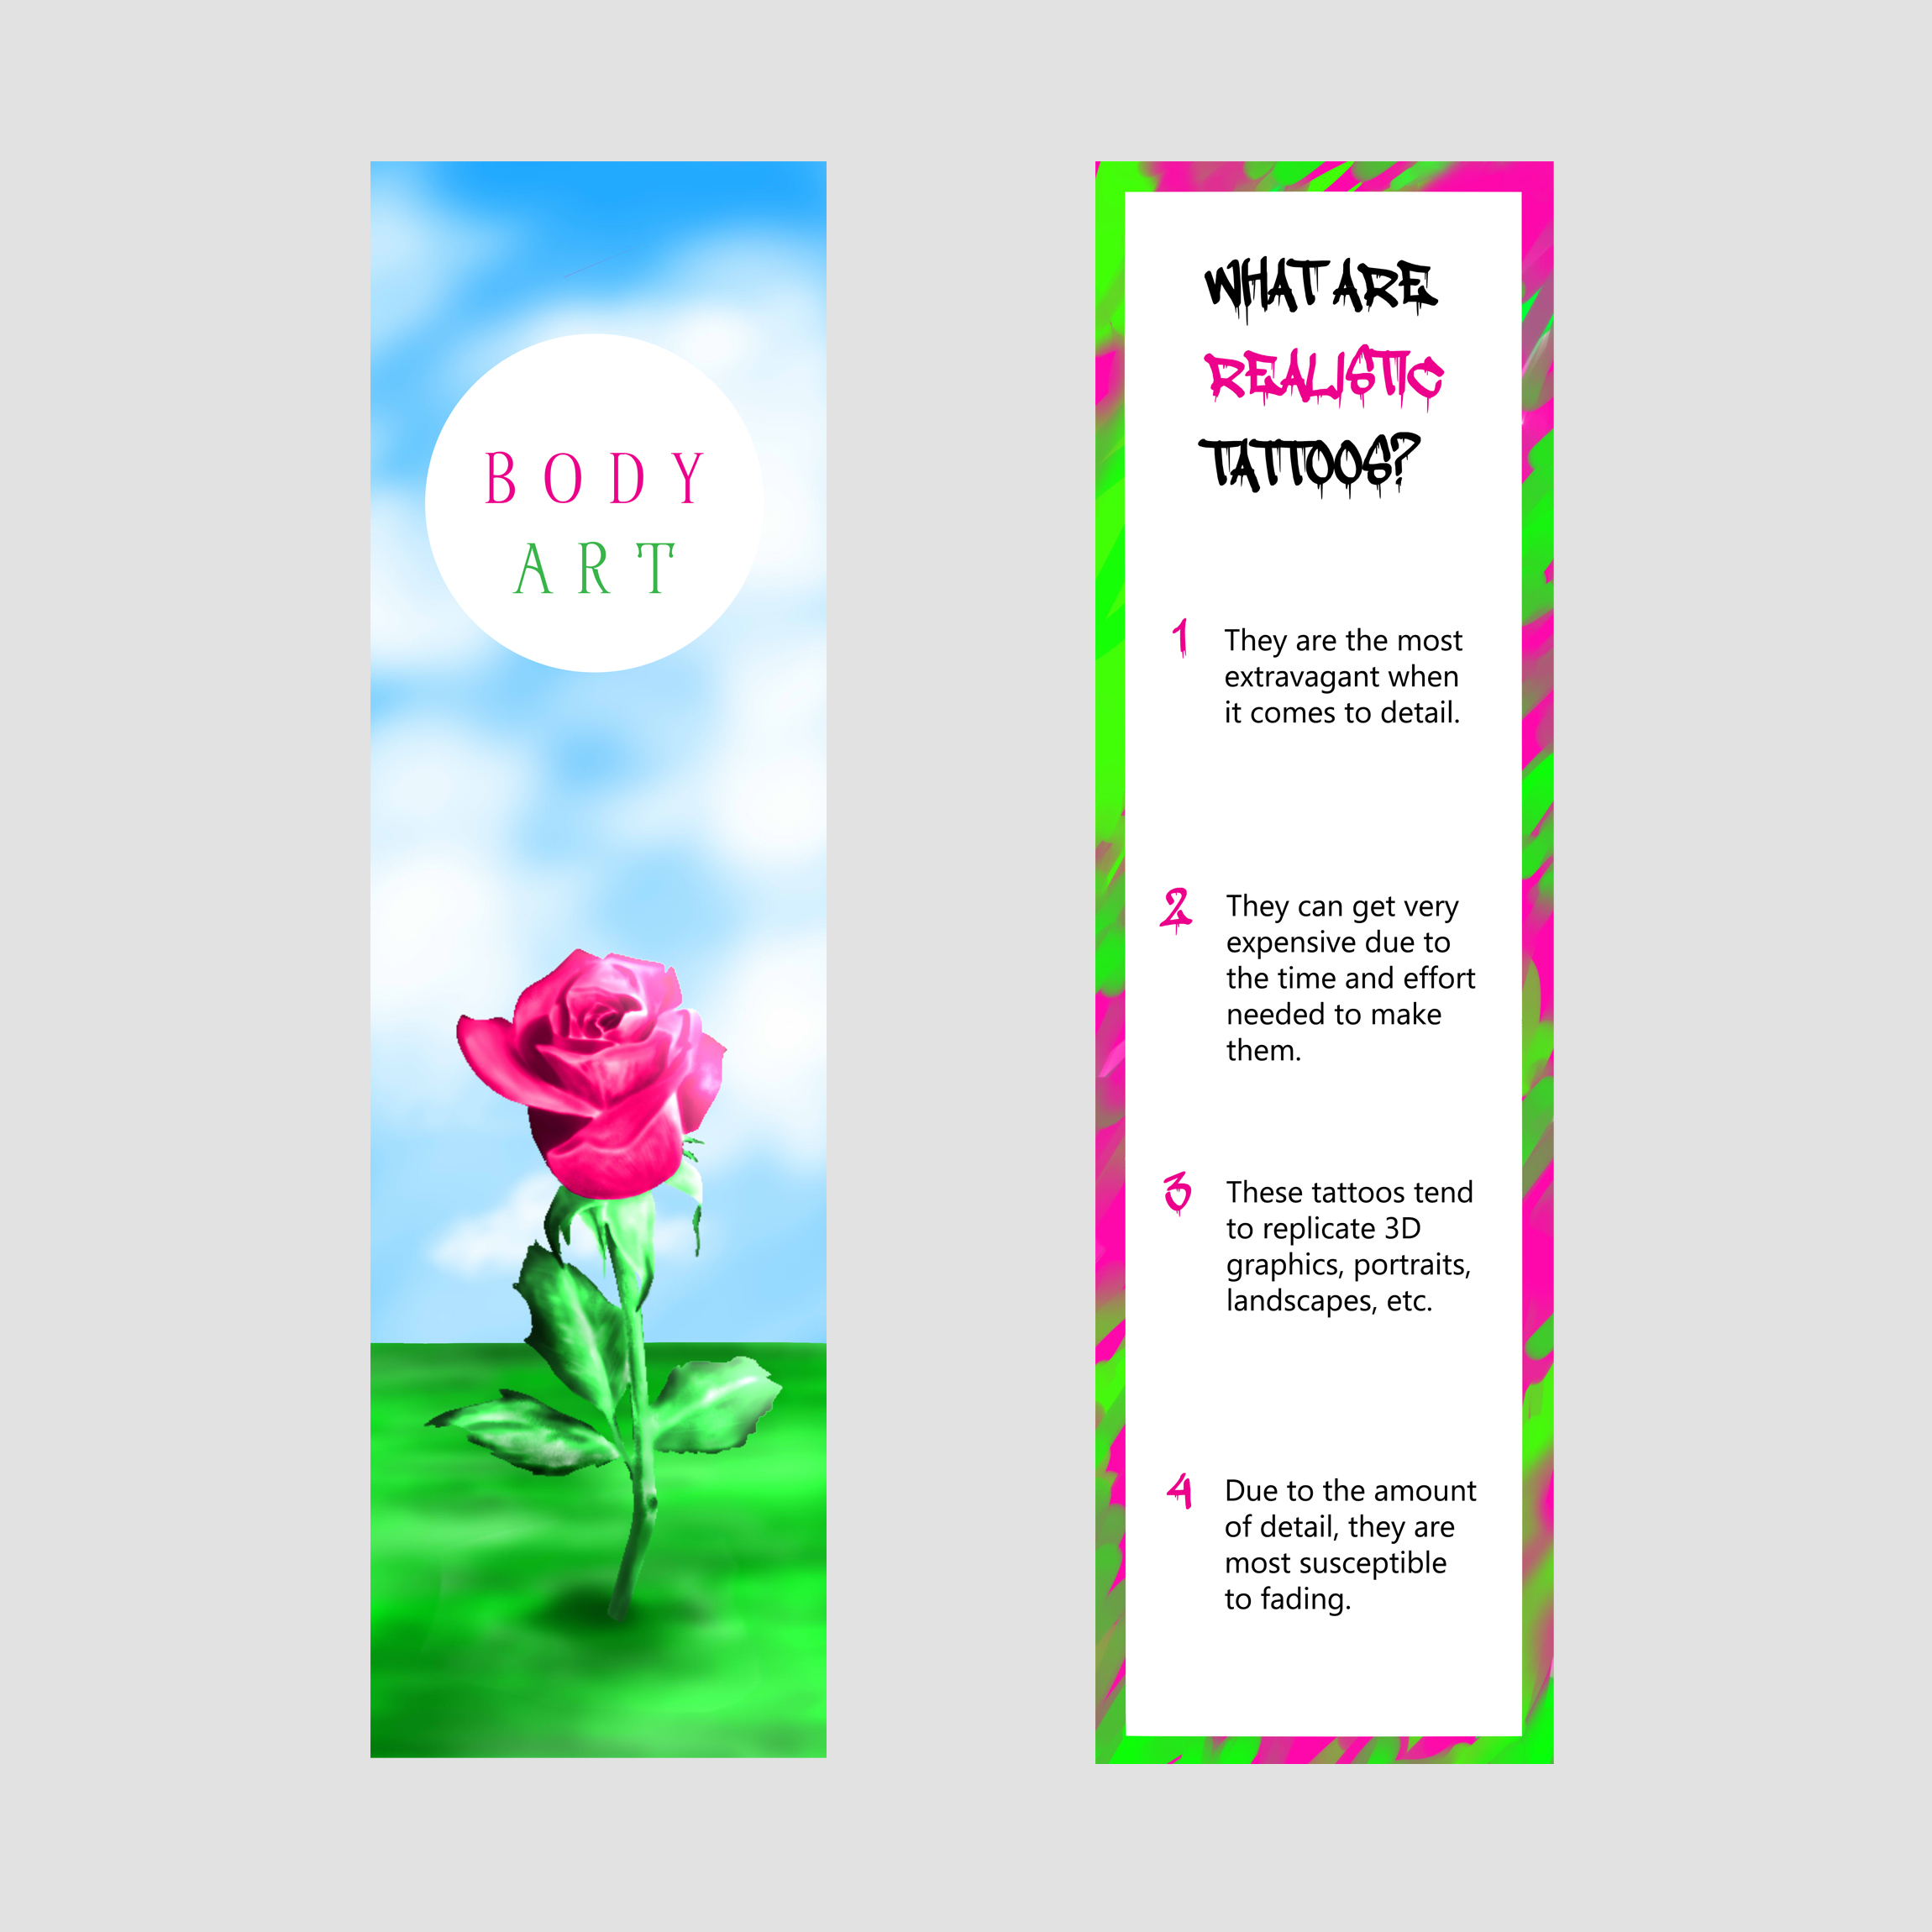 BODY
ART
WHAT ARE
REALISTIC
TATTOOS?
1 They are the most
extravagant when
it comes to detail.
2 They can get very
expensive due to
the time and effort
needed to make
them.
3 These tattoos tend
to replicate 3D
graphics, portraits,
landscapes, etc.
4 Due to the amount
of detail, they are
most susceptible
to fading.